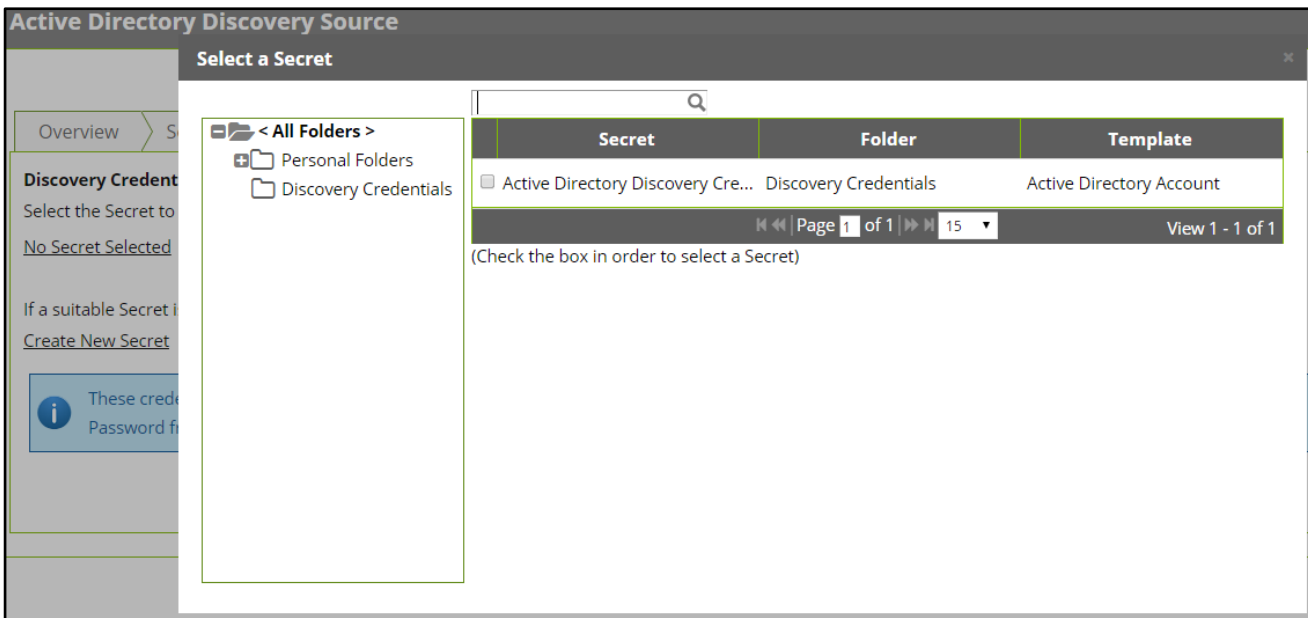 Active Directory Discovery Source
Select a Secret
Overview
< All Folders >
Personal Folders
Discovery Credentials
Secret Folder Template
Active Directory Discovery Cre... Discovery Credentials Active Directory Account
Page 1 of 1 15 View 1 - 1 of 1
(Check the box in order to select a Secret)
Discovery Credent
Select the Secret to
No Secret Selected
If a suitable Secret i
Create New Secret
These crede
Password fr